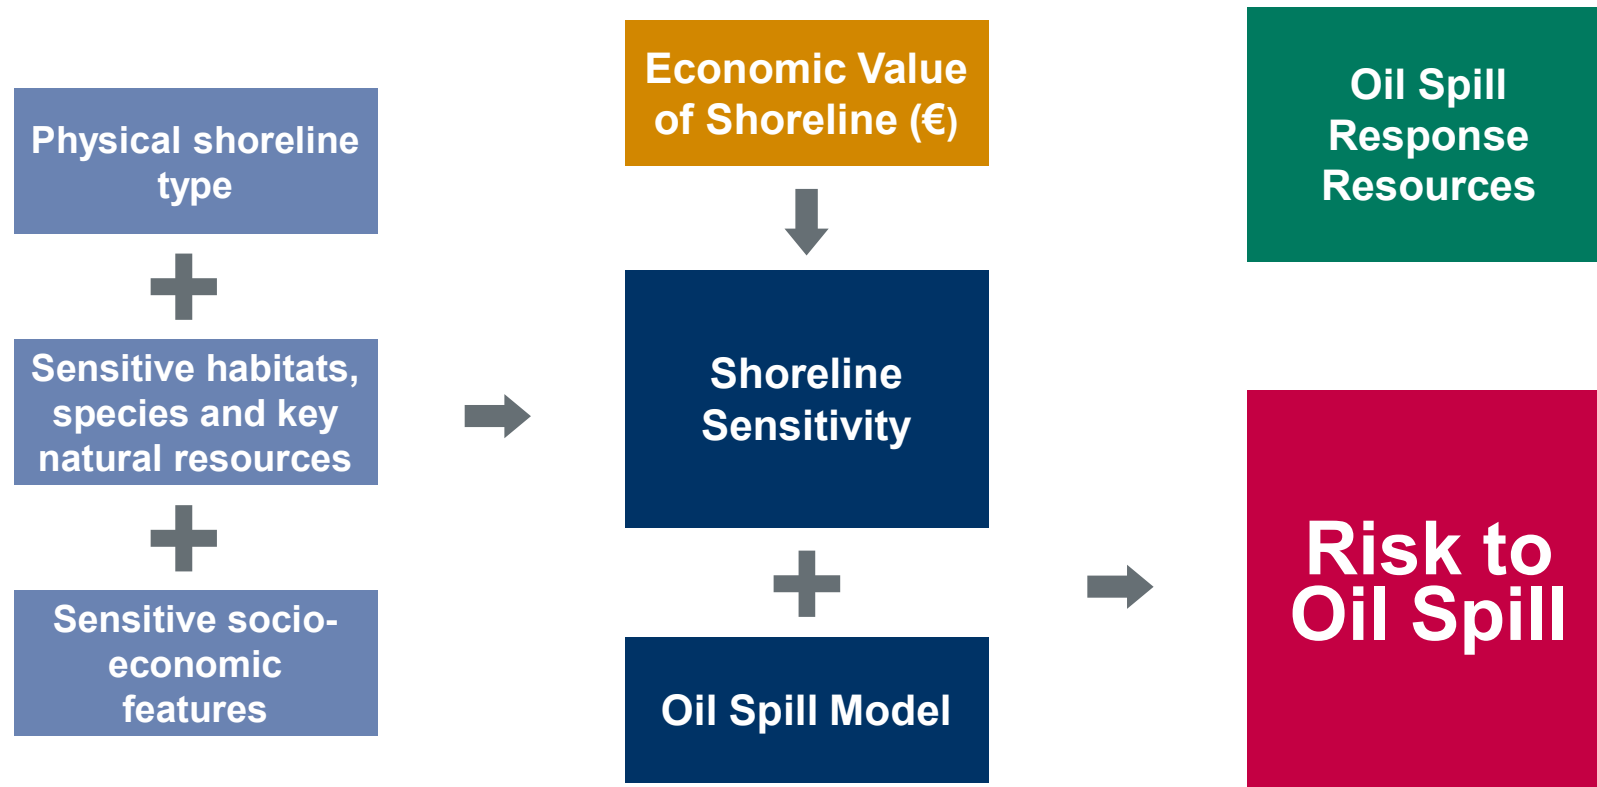 Physical shoreline
type
Sensitive habitats,
species and key
natural resources
Sensitive socio-
economic
features
Economic Value
of Shoreline (€)
Shoreline
Sensitivity
Oil Spill Model
Oil Spill
Response
Resources
Risk to
Oil Spill